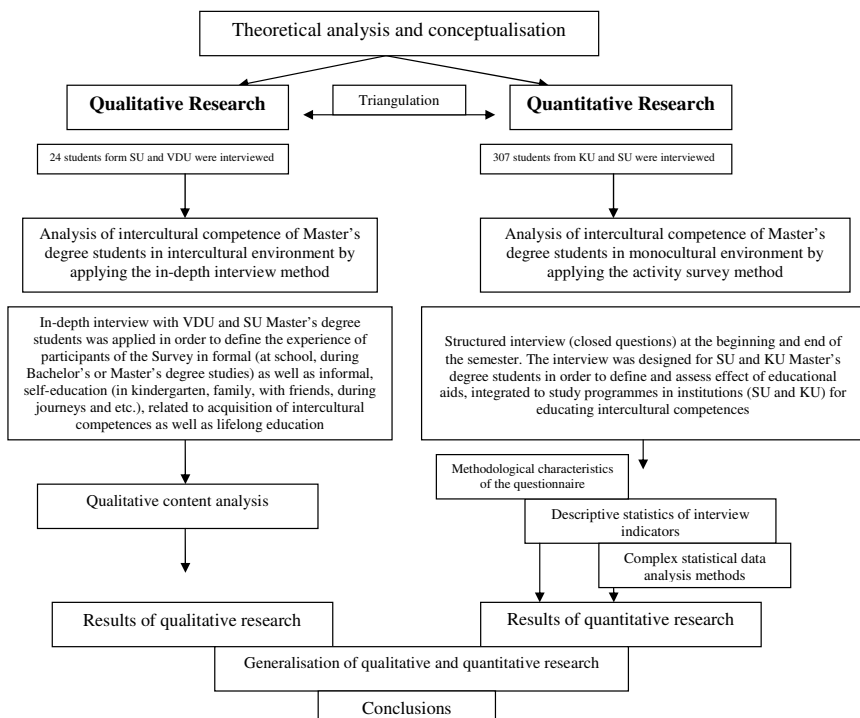 Theoretical analysis and conceptualisation
Qualitative Research
Triangulation
Quantitative Research
24 students form SU and VDU were interviewed
307 students from KU and SU were interviewed
Analysis of intercultural competence of Master's
degree students in intercultural environment by
applying the in-depth interview method
Analysis of intercultural competence of Master's
degree students in monocultural environment by
applying the activity survey method
In-depth interview with VDU and SU Master's degree
students was applied in order to define the experience of
participants of the Survey in formal (at school, during
Bachelor's or Master's degree studies) as well as informal,
self-education (in kindergarten, family, with friends, during
journeys and etc.), related to acquisition of intercultural
competences as well as lifelong education
Structured interview (closed questions) at the beginning and end of
the semester. The interview was designed for SU and KU Master's
degree students in order to define and assess effect of educational
aids, integrated to study programmes in institutions (SU and KU) for
educating intercultural competences
Qualitative content analysis
Methodological characteristics
of the questionnaire
Descriptive statistics of interview
indicators
Complex statistical data
analysis methods
Results of qualitative research
Results of quantitative research
Generalisation of qualitative and quantitative research
Conclusions